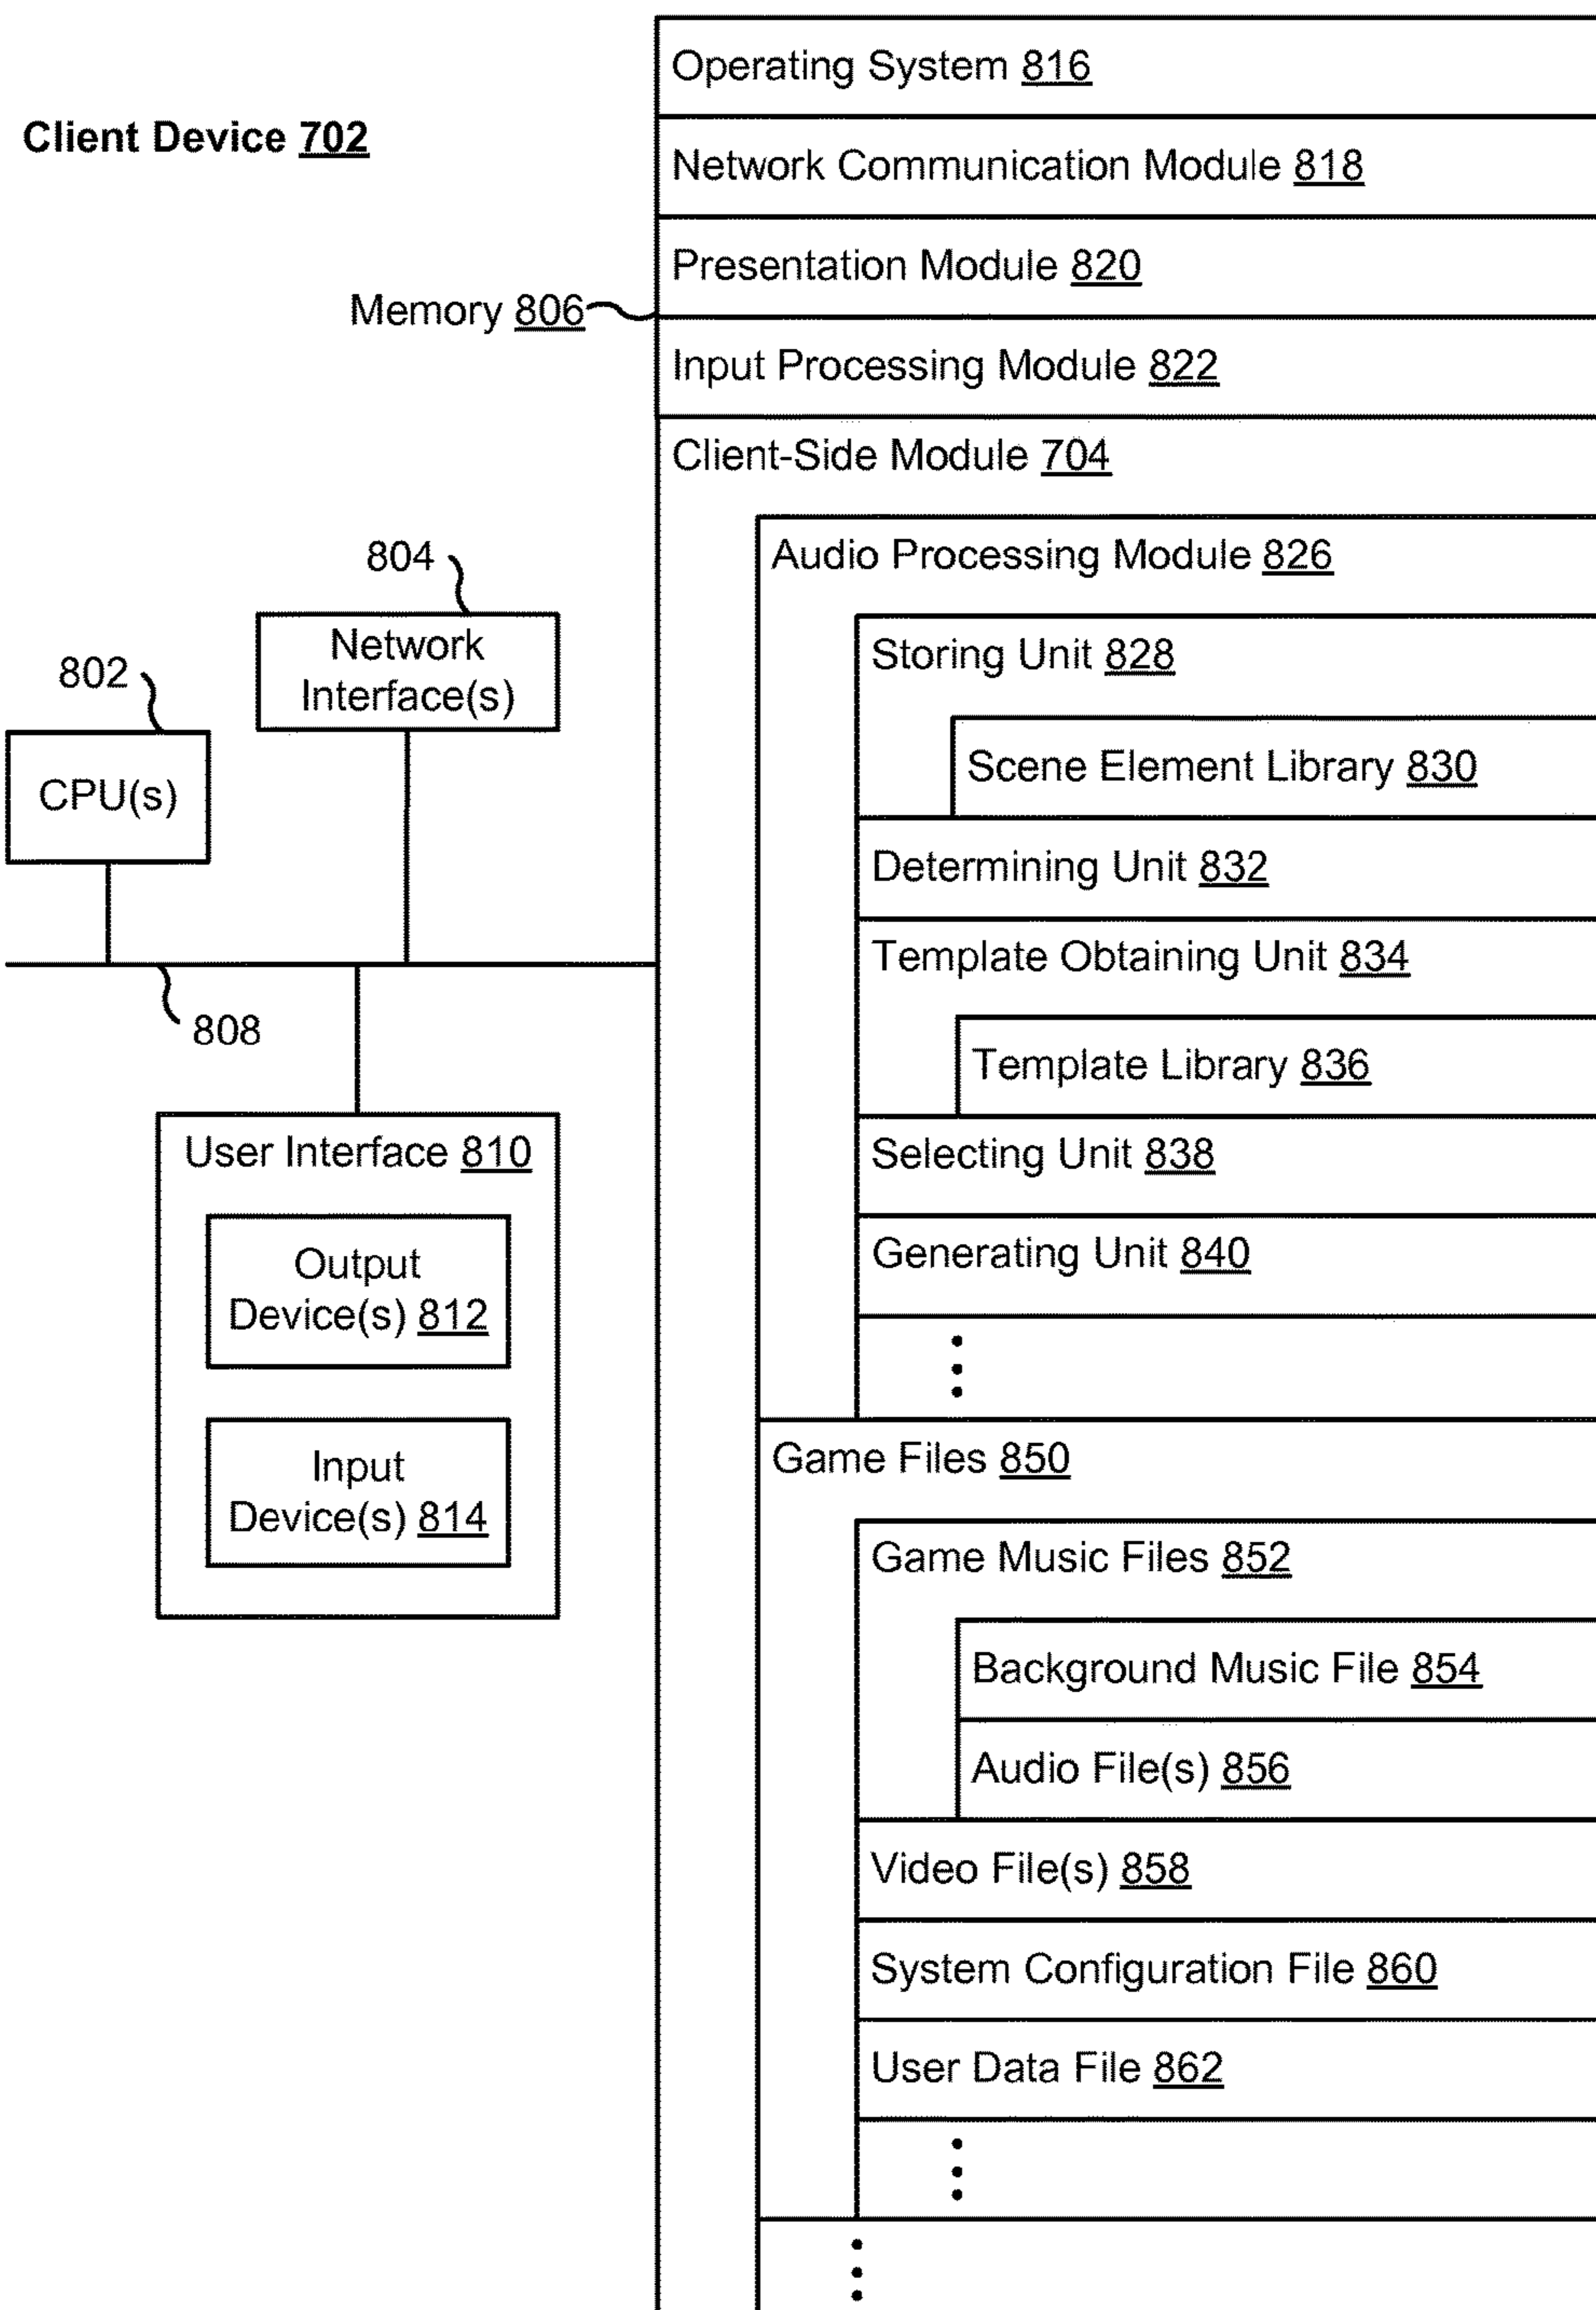 Client Device 702
Operating System 816
Network Communication Module 818
Presentation Module 820
Memory 806
Input Processing Module 822
Client-Side Module 704
Audio Processing Module 826
Storing Unit 828
Scene Element Library 830
Determining Unit 832
Template Obtaining Unit 834
Template Library 836
Selecting Unit 838
Generating Unit 840
Game Files 850
Game Music Files 852
Background Music File 854
Audio File(s) 856
Video File(s) 858
System Configuration File 860
User Data File 862
804
Network
Interface(s)
802
CPU(s)
808
User Interface 810
Output
Device(s) 812
Input
Device(s) 814